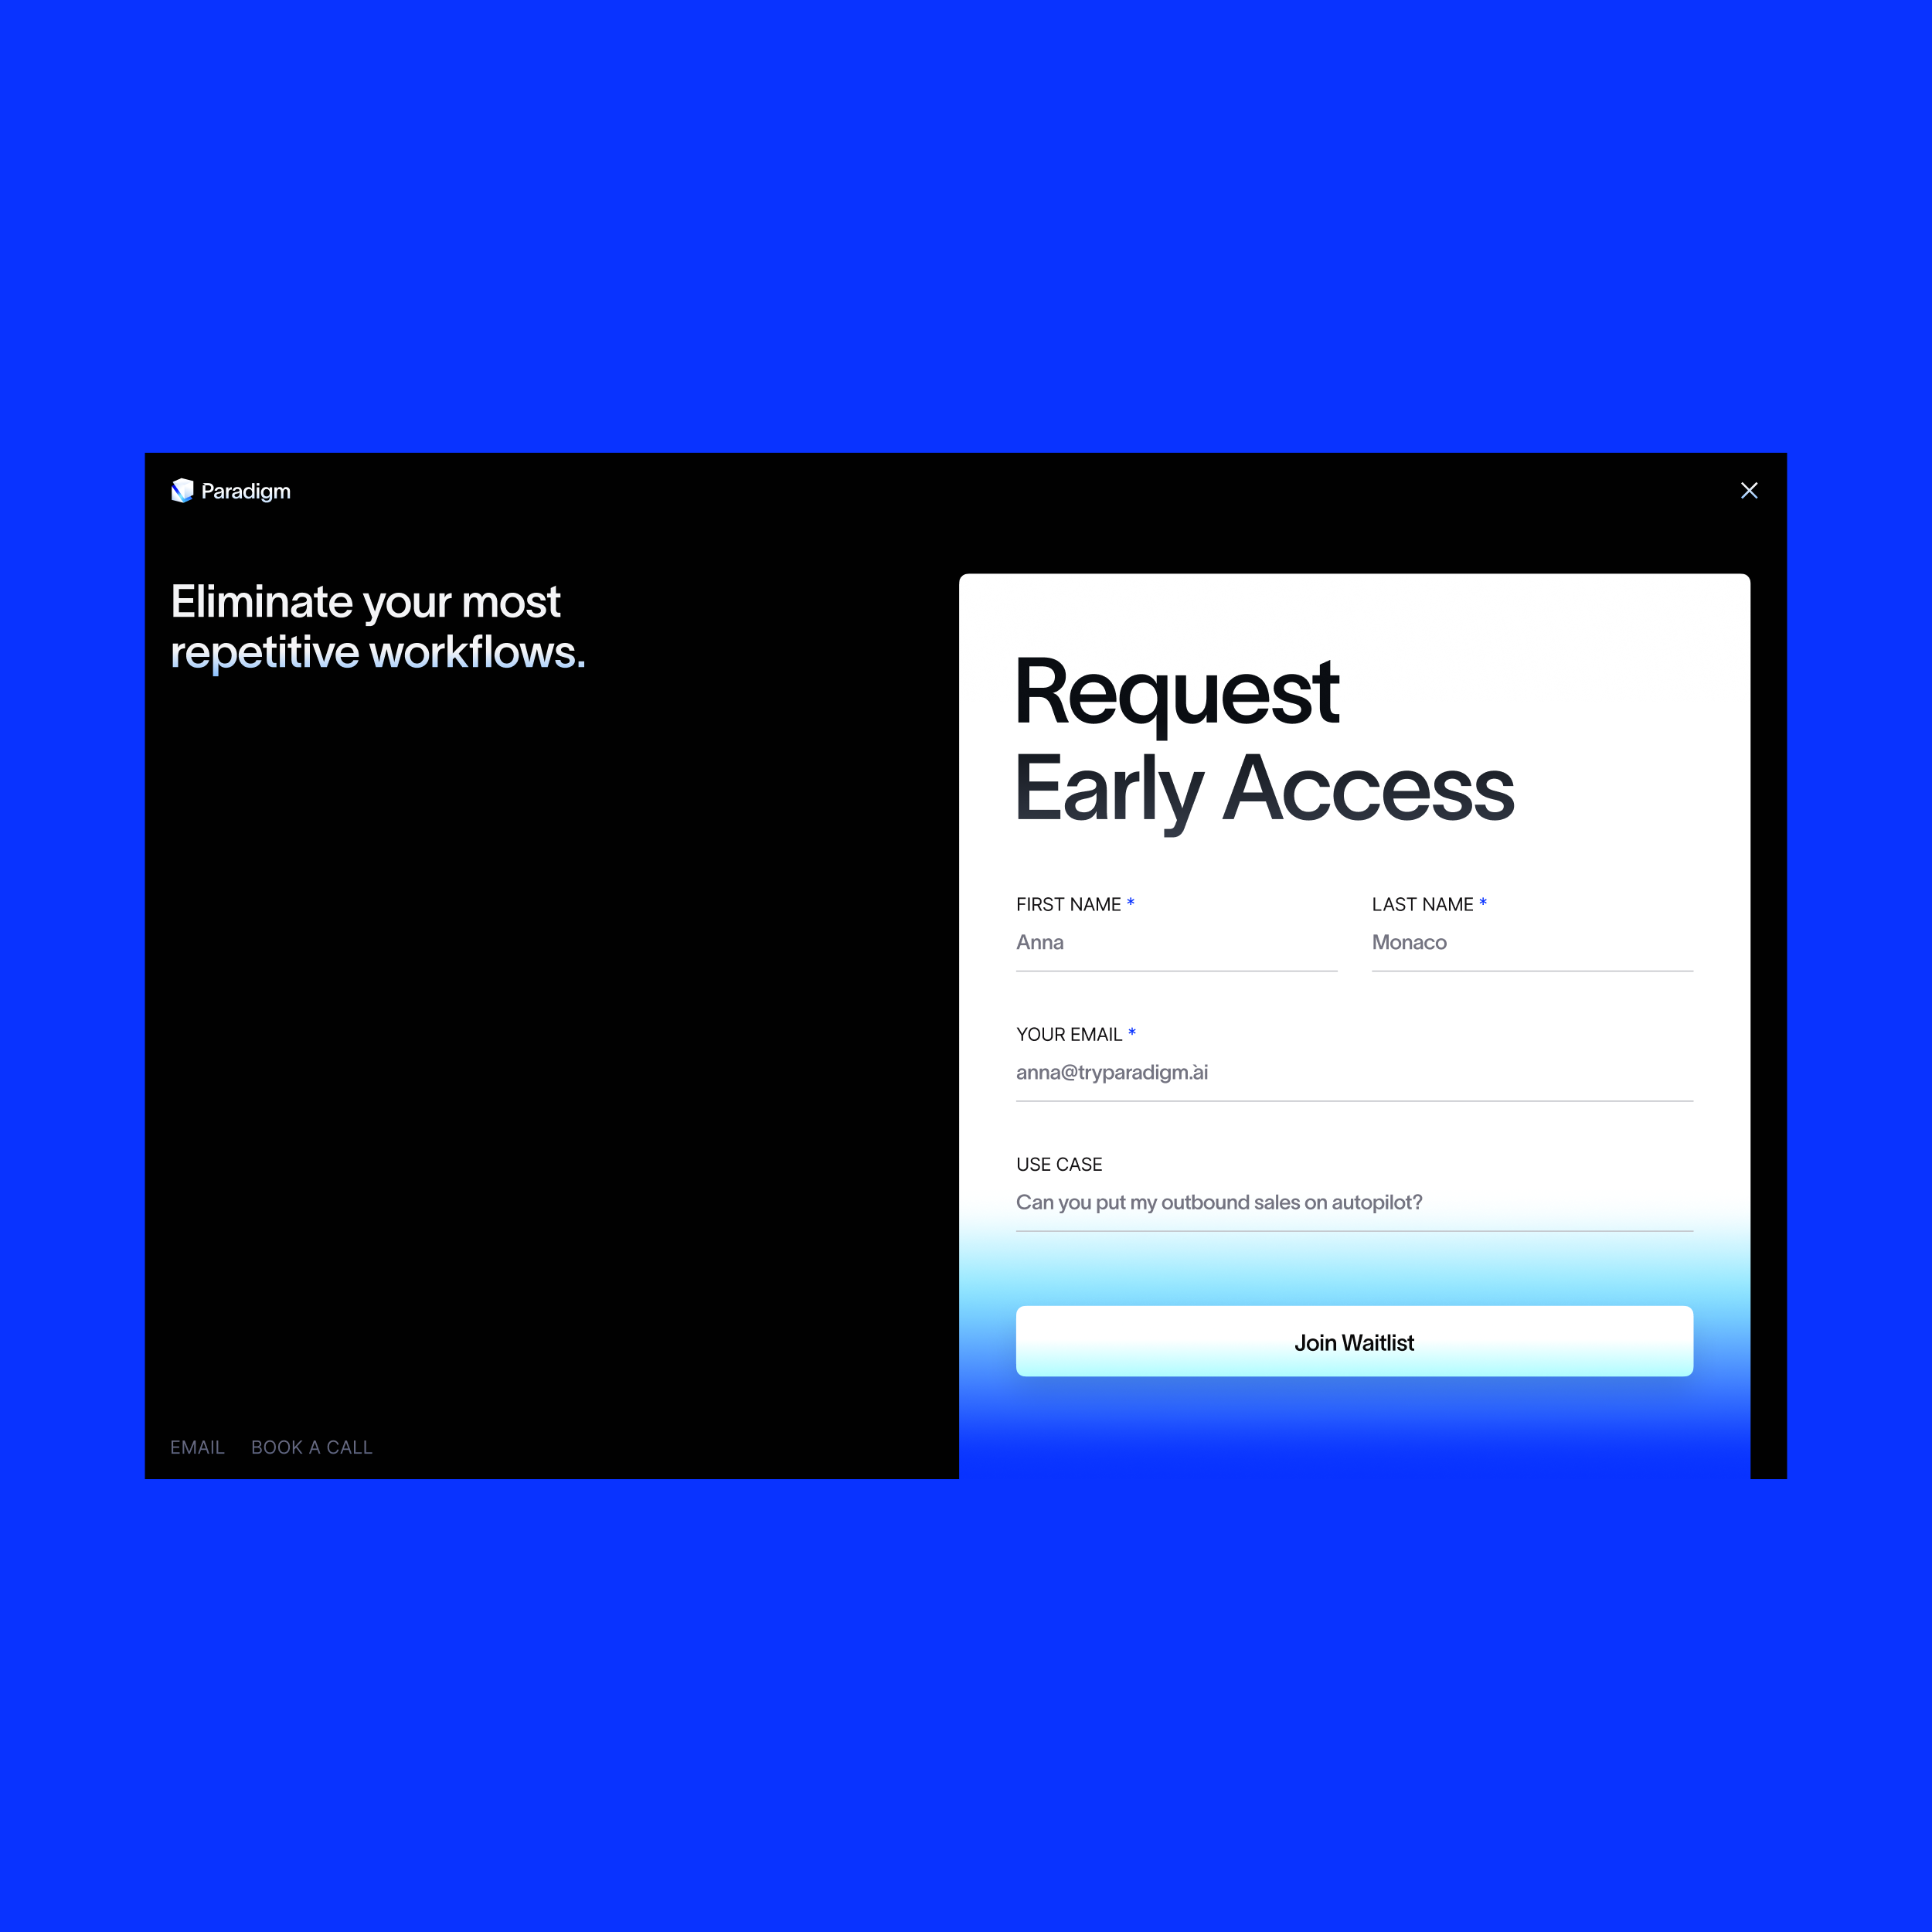 Paradigm
Eliminate your most
repetitive workflows.
Request
Early Access
FIRST NAME *
Anna
LAST NAME *
Monaco
YOUR EMAIL *
anna@tryparadigm.ài
USE CASE
Can you put my outbound sales on autopilot?
Join Waitlist
EMAIL
BOOK A CALL